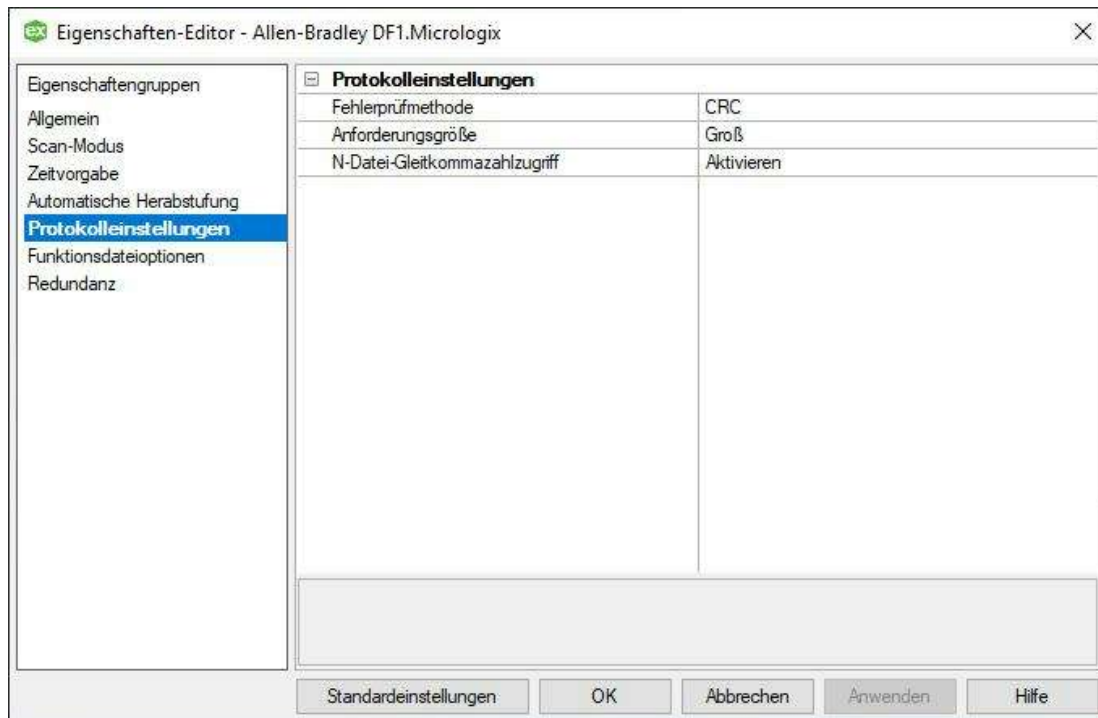 ex Eigenschaften-Editor - Allen-Bradley DF1.Micrologix
Eigenschaftengruppen
Allgemein
Scan-Modus
Zeitvorgabe
Automatische Herabstufung
Protokolleinstellungen
Funktionsdateioptionen
Redundanz
Protokolleinstellungen
Fehlerprüfmethode CRC
Anforderungsgröße Groß
N-Datei-Gleitkommazahlzugriff Aktivieren
Standardeinstellungen OK Abbrechen Anwenden Hilfe